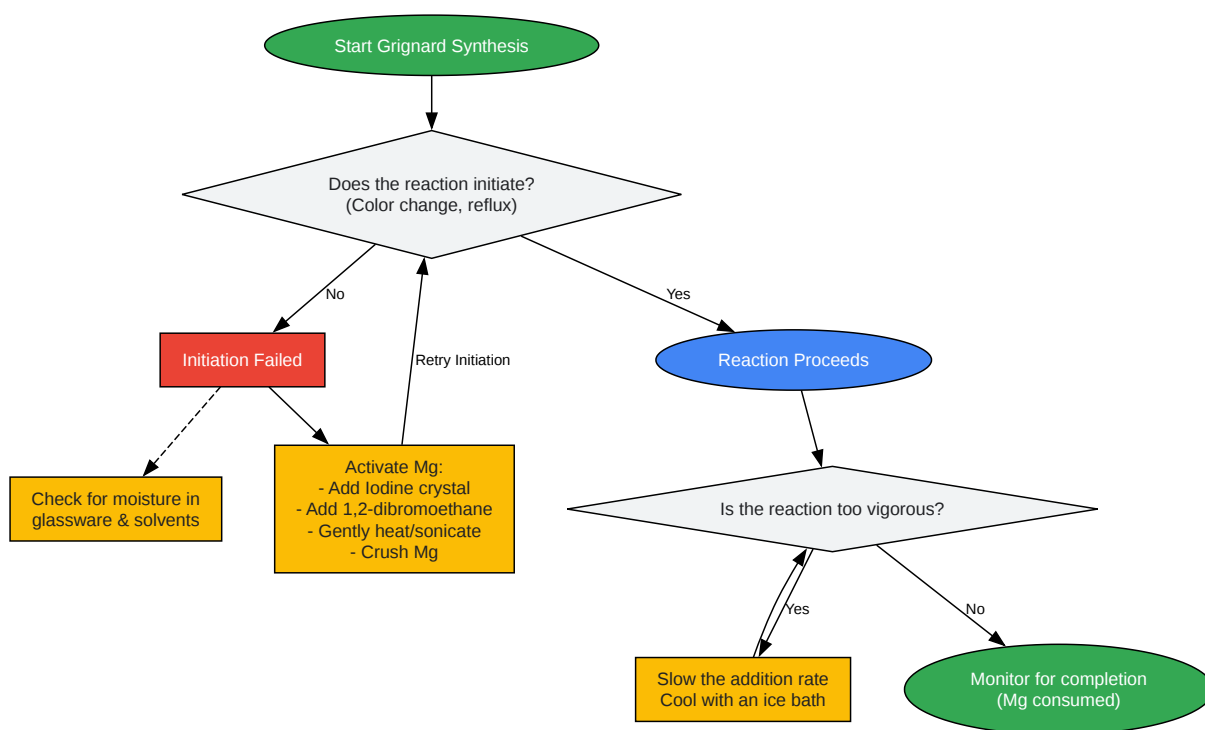 Start Grignard Synthesis
Does the reaction initiate?
(Color change, reflux)
No
Yes
Initiation Failed
Retry Initiation
Reaction Proceeds
Check for moisture in
glassware & solvents
Activate Mg:
- Add Iodine crystal
- Add 1,2-dibromoethane
- Gently heat/sonicate
- Crush Mg
Is the reaction too vigorous?
Yes
No
Slow the addition rate
Cool with an ice bath
Monitor for completion
(Mg consumed)